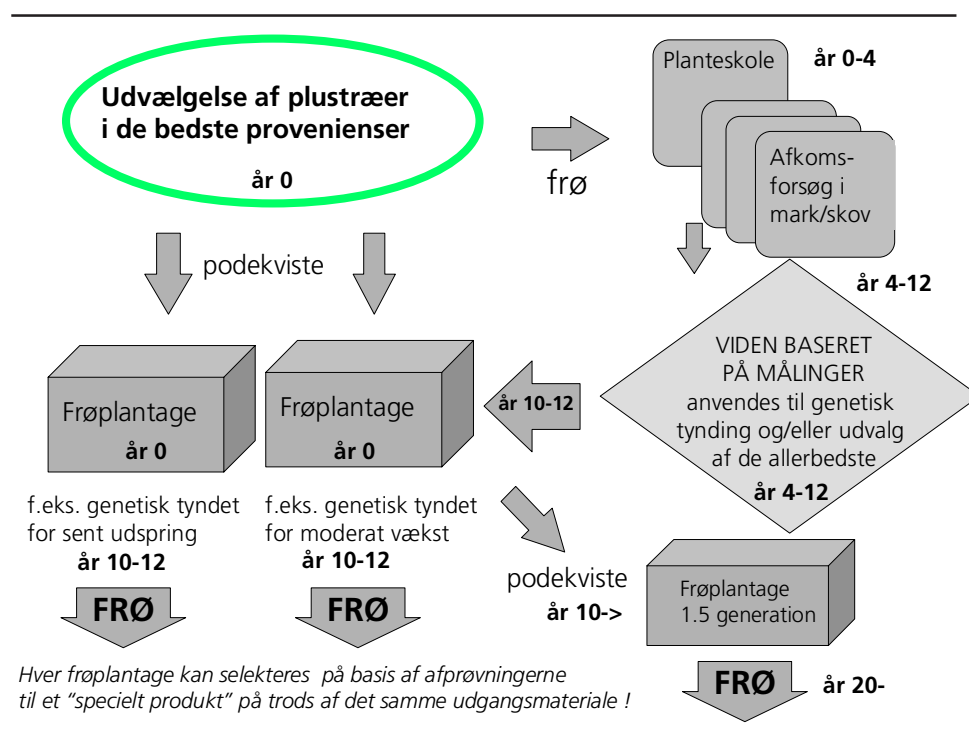 Udvælgelse af plustræer
i de bedste provenienser
år 0
frø
Planteskole
år 0-4
Afkoms-
forsøg i
mark/skov
podekviste
år 4-12
VIDEN BASERET
PÅ MÅLINGER
anvendes til genetisk
tynding og/eller udvalg
af de allerbedste
år 4-12
år 10-12
Frøplantage
år 0
Frøplantage
år 0
f.eks. genetisk tyndet
for sent udspring
år 10-12
f.eks. genetisk tyndet
for moderat vækst
år 10-12
podekviste
år 10->
Frøplantage
1.5 generation
FRØ
FRØ
Hver frøplantage kan selekteres på basis af afprøvningerne
til et ”specielt produkt” på trods af det samme udgangsmateriale !
FRØ
år 20-